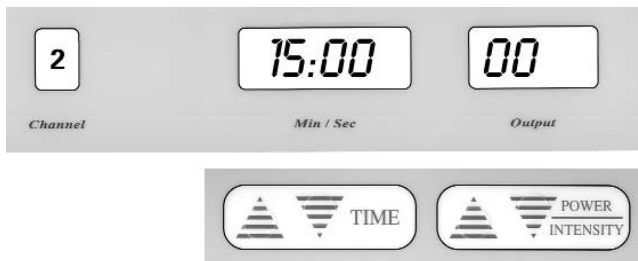 2 15:00 00
Channel Min / Sec Output
TIME POWER
INTENSITY